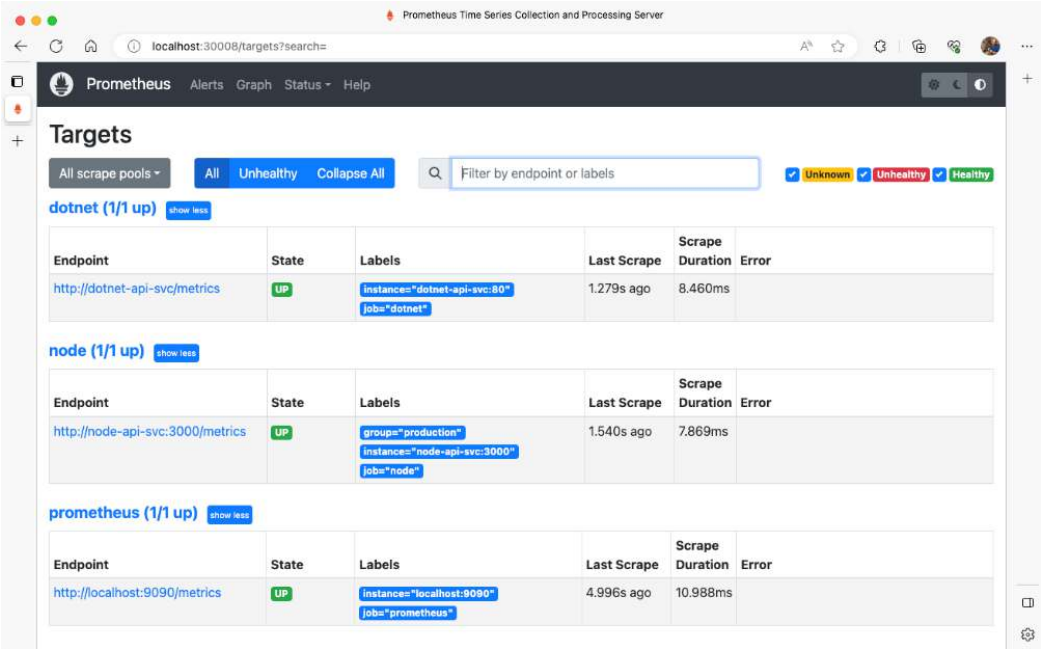 Prometheus Time Series Collection and Processing Server
localhost:30008/targets?search=
Prometheus Alerts Graph Status Help
Targets
All scrape pools All Unhealthy Collapse All Filter by endpoint or labels Unknown Unhealthy Healthy
dotnet (1/1 up) show less
Endpoint State Labels Last Scrape Scrape Duration Error
http://dotnet-api-svc/metrics UP instance="dotnet-api-svc:80" 1.279s ago 8.460ms
job="dotnet"
node (1/1 up) show less
Endpoint State Labels Last Scrape Scrape Duration Error
http://node-api-svc:3000/metrics UP group="production" 1.540s ago 7.869ms
instance="node-api-svc:3000"
job="node"
prometheus (1/1 up) show less
Endpoint State Labels Last Scrape Scrape Duration Error
http://localhost:9090/metrics UP instance="localhost:9090" 4.996s ago 10.988ms
job="prometheus"